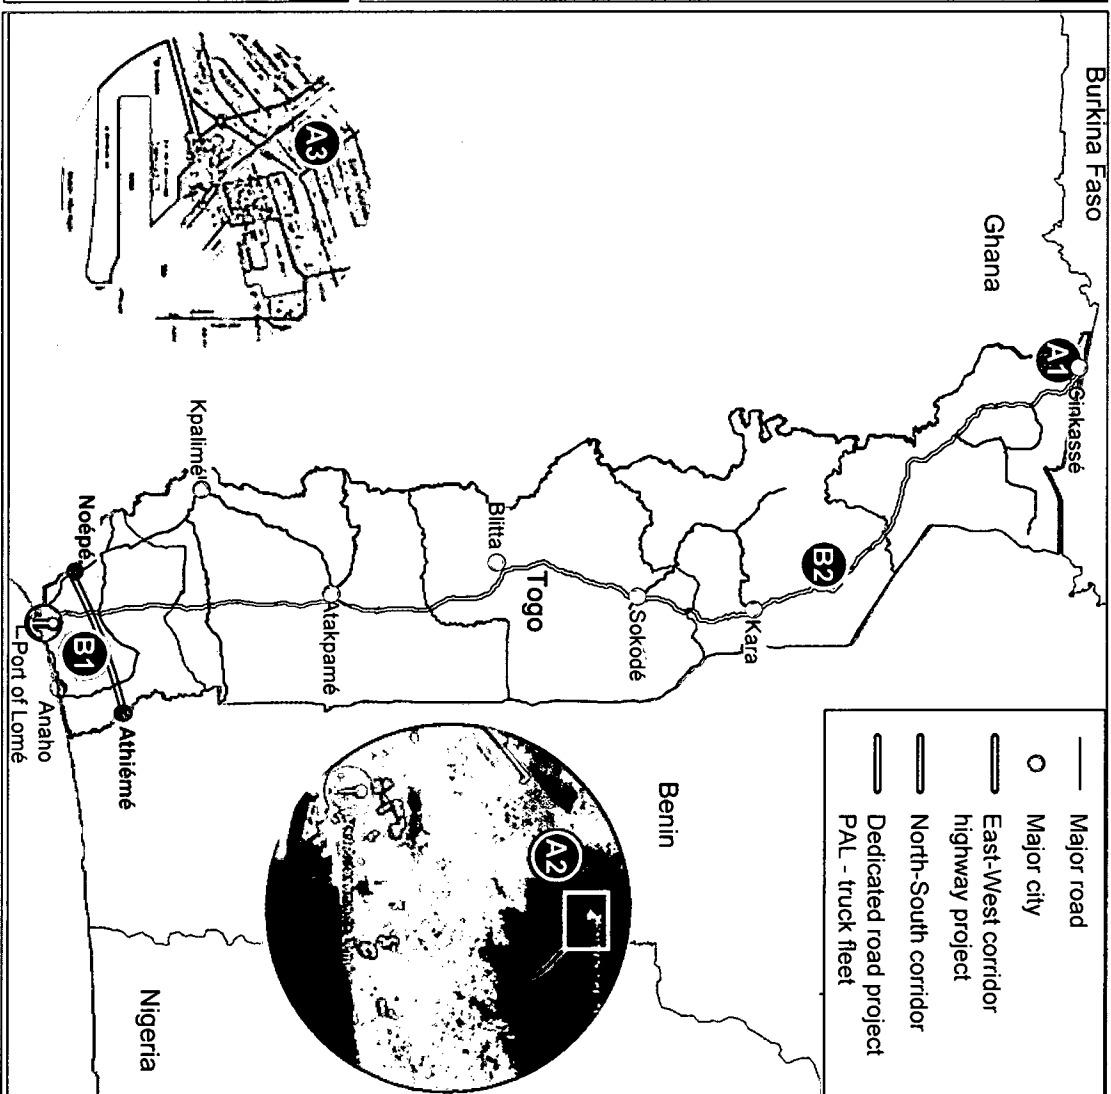 Burkina Faso
Ghana
A1
Ginkassé
B2
Kara
Sokodé
Togo
Blitta
Atakpamé
Kpalimé
Noépé
B1
Athiémé
Anaho
Port of Lomé
Benin
Nigeria
A3
A2
Major road
Major city
East-West corridor
highway project
North-South corridor
Dedicated road project
PAL - truck fleet